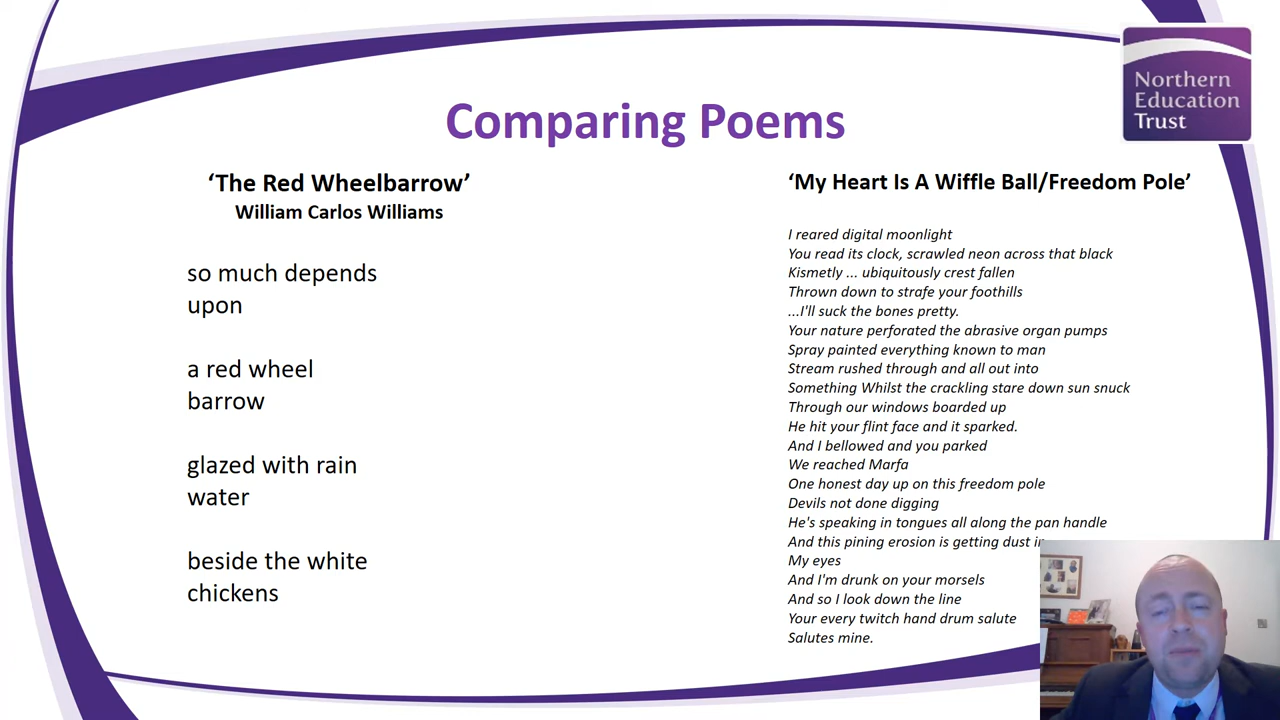 Northern
Education
Trust
Comparing Poems
‘The Red Wheelbarrow’
William Carlos Williams
so much depends
upon
a red wheel
barrow
glazed with rain
water
beside the white
chickens
‘My Heart Is A Wiffle Ball/Freedom Pole’
I reared digital moonlight
You read its clock, scrawled neon across that black
Kismetly ... ubiquitously crest fallen
Thrown down to strafe your foothills
...I'll suck the bones pretty.
Your nature perforated the abrasive organ pumps
Spray painted everything known to man
Stream rushed through and all out into
Something Whilst the crackling stare down sun snuck
Through our windows boarded up
He hit your flint face and it sparked.
And I bellowed and you parked
We reached Marfa
One honest day up on this freedom pole
Devils not done digging
He's speaking in tongues all along the pan handle
And this pining erosion is getting dust
My eyes
And I'm drunk on your morsels
And so I look down the line
Your every twitch hand drum salute
Salutes mine.